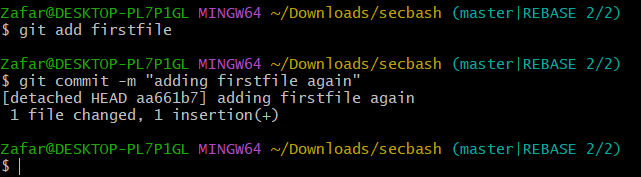 Zafar@DESKTOP-PL7P1GL MINGW64 ~/Downloads/secbash (master|REBASE 2/2)
$ git add firstfile
Zafar@DESKTOP-PL7P1GL MINGW64 ~/Downloads/secbash (master|REBASE 2/2)
$ git commit -m "adding firstfile again"
[detached HEAD aa661b7] adding firstfile again
 1 file changed, 1 insertion(+)
Zafar@DESKTOP-PL7P1GL MINGW64 ~/Downloads/secbash (master|REBASE 2/2)
$